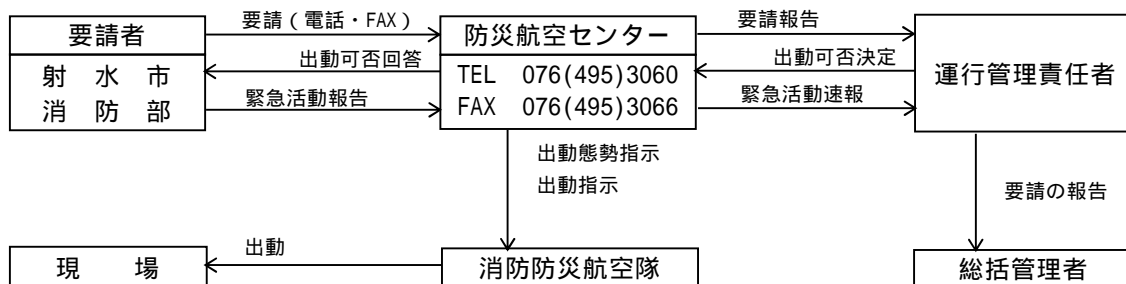 要請者
射 水 市
消 防 部
要請（電話・FAX）
出動可否回答
緊急活動報告
防災航空センター
TEL 076(495)3060
FAX 076(495)3066
要請報告
出動可否決定
緊急活動速報
運行管理責任者
出動態勢指示
出動指示
要請の報告
現 場
出動
消防防災航空隊
総括管理者